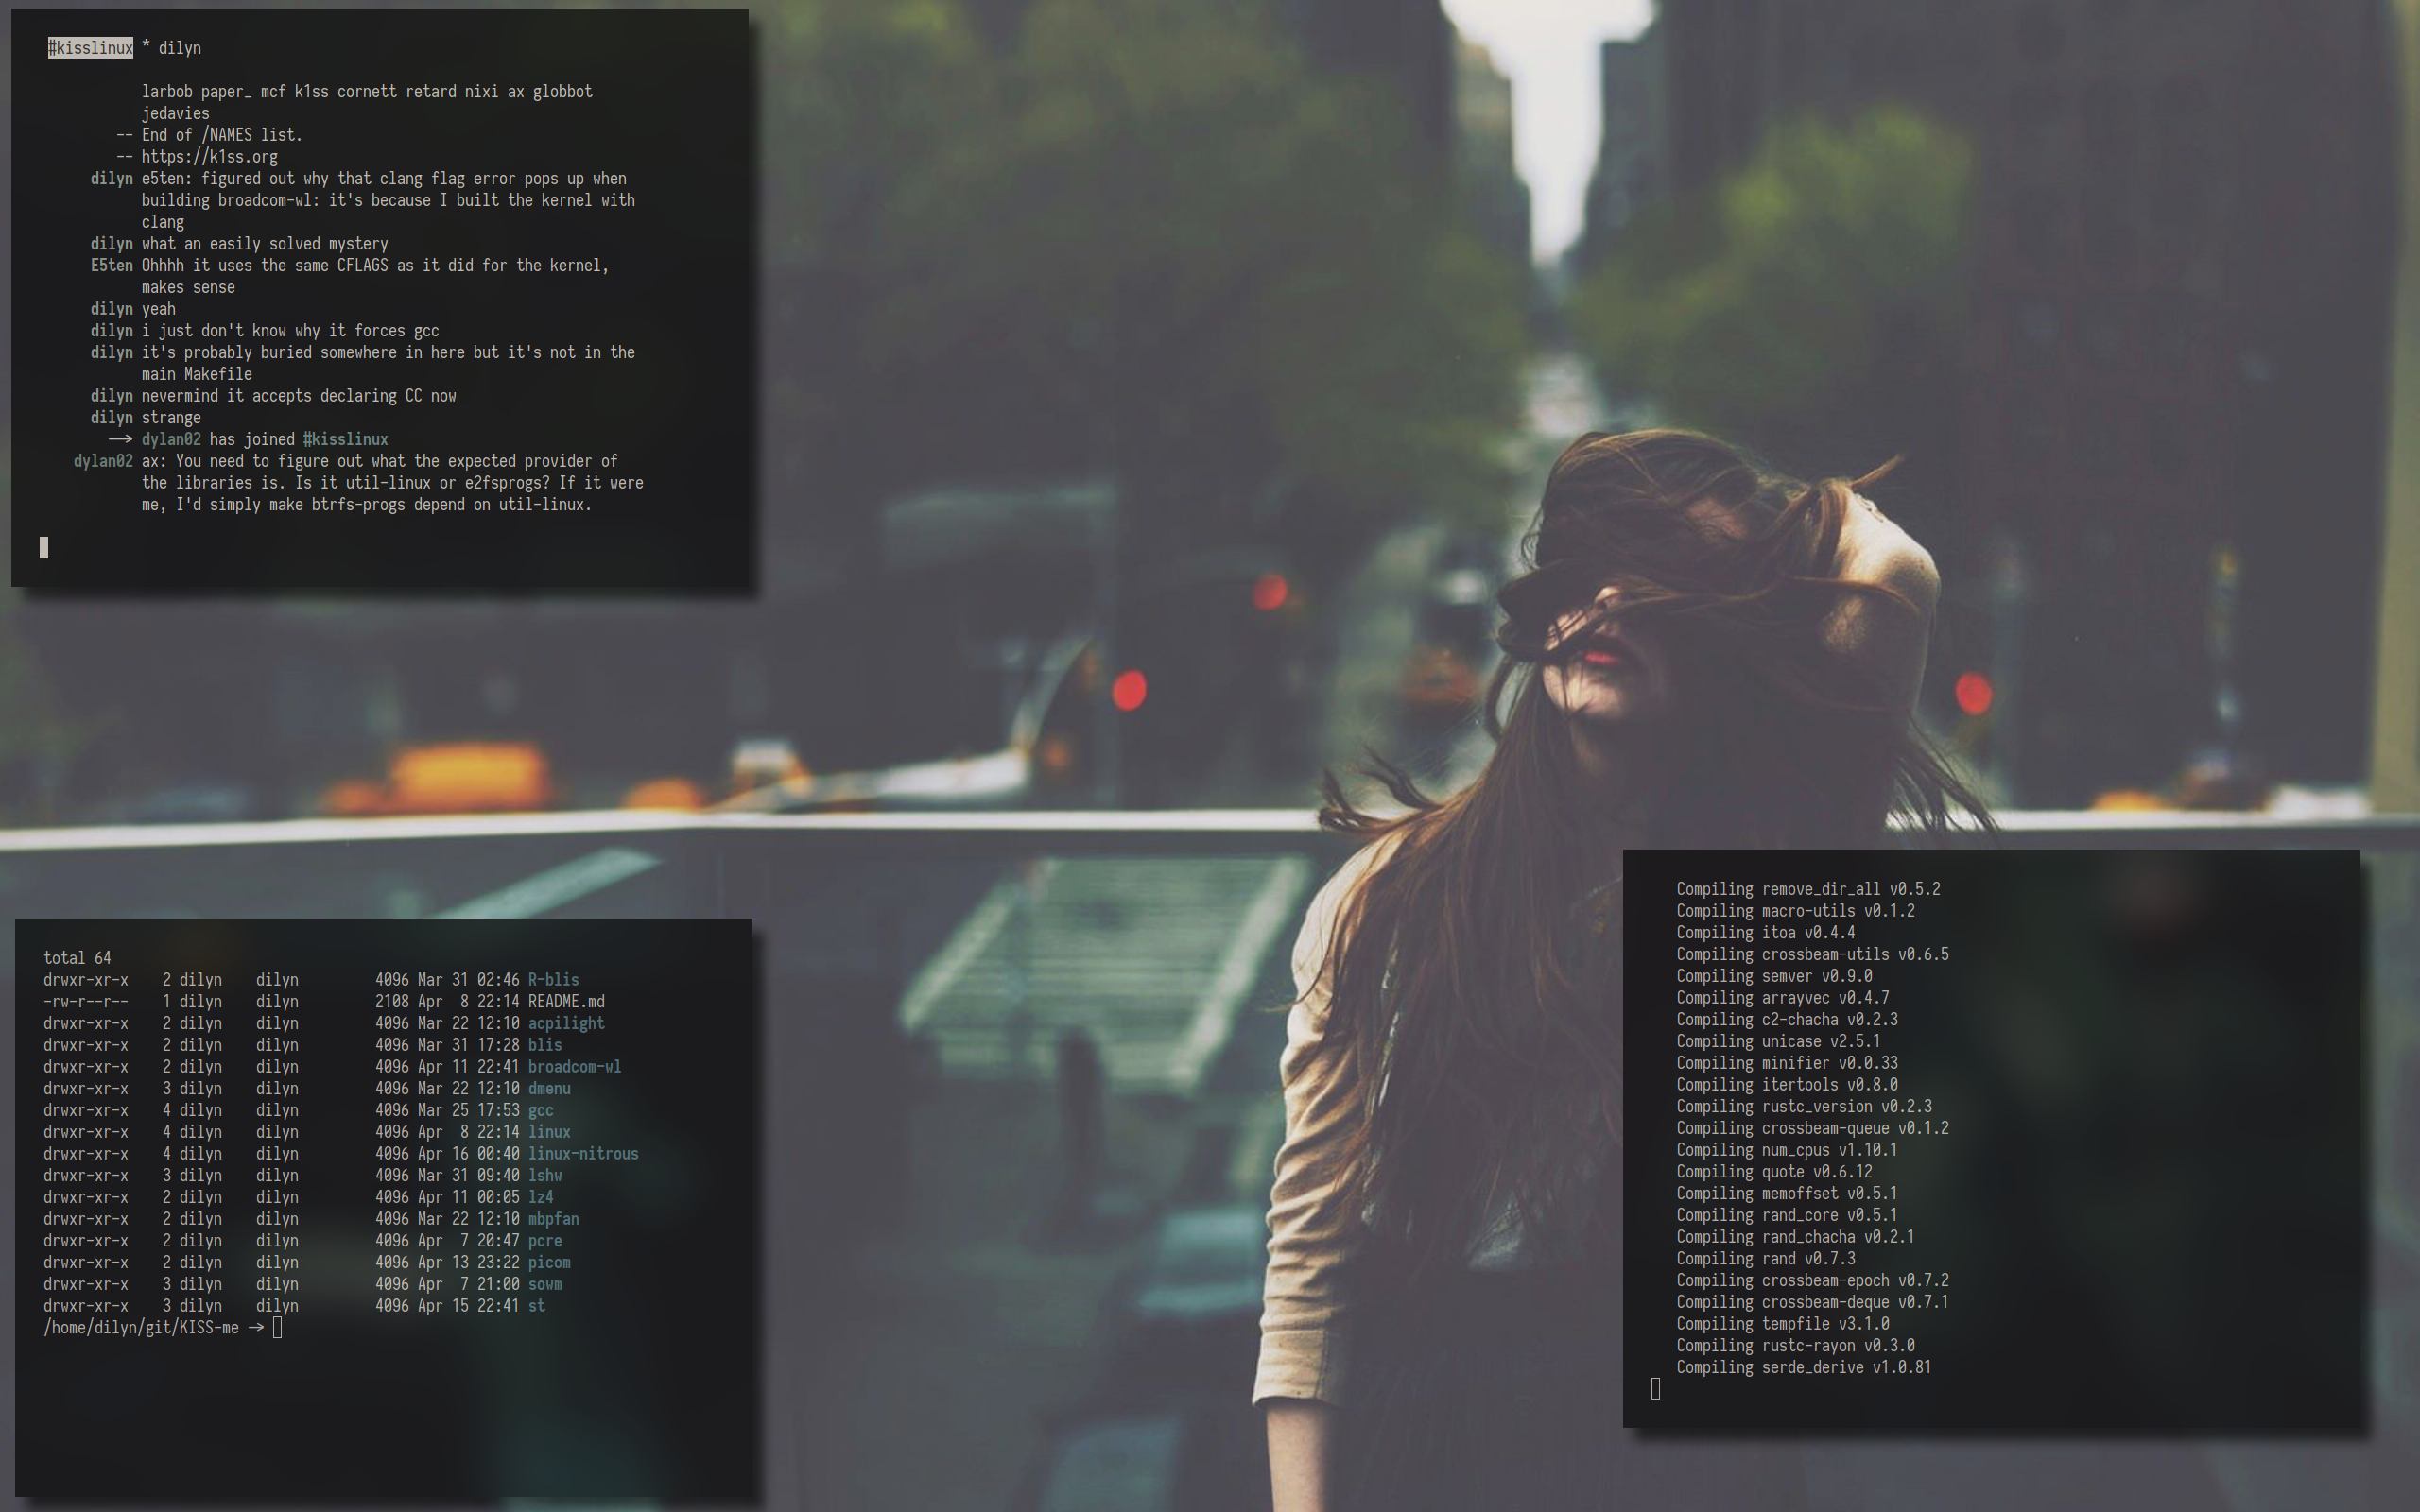 #kisslinux * dilyn
larbob paper_ mcf k1ss cornett retard nixi ax globbot
jedavies
-- End of /NAMES list.
-- https://k1ss.org
dilyn e5ten: figured out why that clang flag error pops up when
building broadcom-wl: it's because I built the kernel with
clang
dilyn what an easily solved mystery
E5ten Ohhhh it uses the same CFLAGS as it did for the kernel,
makes sense
dilyn yeah
dilyn i just don't know why it forces gcc
dilyn it's probably buried somewhere in here but it's not in the
main Makefile
dilyn nevermind it accepts declaring CC now
dilyn strange
→ dylan02 has joined #kisslinux
dylan02 ax: You need to figure out what the expected provider of
the libraries is. Is it util-linux or e2fsprogs? If it were
me, I'd simply make btrfs-progs depend on util-linux.
total 64
drwxr-xr-x 2 dilyn dilyn 4096 Mar 31 02:46 R-blis
-rw-r--r-- 1 dilyn dilyn 2108 Apr 8 22:14 README.md
drwxr-xr-x 2 dilyn dilyn 4096 Mar 22 12:10 acpilight
drwxr-xr-x 2 dilyn dilyn 4096 Mar 31 17:28 blis
drwxr-xr-x 2 dilyn dilyn 4096 Apr 11 22:41 broadcom-wl
drwxr-xr-x 3 dilyn dilyn 4096 Mar 22 12:10 dmenu
drwxr-xr-x 4 dilyn dilyn 4096 Mar 25 17:53 gcc
drwxr-xr-x 4 dilyn dilyn 4096 Apr 8 22:14 linux
drwxr-xr-x 4 dilyn dilyn 4096 Apr 16 00:40 linux-nitrous
drwxr-xr-x 3 dilyn dilyn 4096 Mar 31 09:40 lshw
drwxr-xr-x 2 dilyn dilyn 4096 Apr 11 00:05 lz4
drwxr-xr-x 2 dilyn dilyn 4096 Mar 22 12:10 mbpfan
drwxr-xr-x 2 dilyn dilyn 4096 Apr 7 20:47 pcre
drwxr-xr-x 2 dilyn dilyn 4096 Apr 13 23:22 picom
drwxr-xr-x 3 dilyn dilyn 4096 Apr 7 21:00 sowm
drwxr-xr-x 3 dilyn dilyn 4096 Apr 15 22:41 st
/home/dilyn/git/KISS-me →
Compiling remove_dir_all v0.5.2
Compiling macro-utils v0.1.2
Compiling itoa v0.4.4
Compiling crossbeam-utils v0.6.5
Compiling semver v0.9.0
Compiling arrayvec v0.4.7
Compiling c2-chacha v0.2.3
Compiling unicase v2.5.1
Compiling minifier v0.0.33
Compiling itertools v0.8.0
Compiling rustc_version v0.2.3
Compiling crossbeam-queue v0.1.2
Compiling num_cpus v1.10.1
Compiling quote v0.6.12
Compiling memoffset v0.5.1
Compiling rand_core v0.5.1
Compiling rand_chacha v0.2.1
Compiling rand v0.7.3
Compiling crossbeam-epoch v0.7.2
Compiling crossbeam-deque v0.7.1
Compiling tempfile v3.1.0
Compiling rustc-rayon v0.3.0
Compiling serde_derive v1.0.81